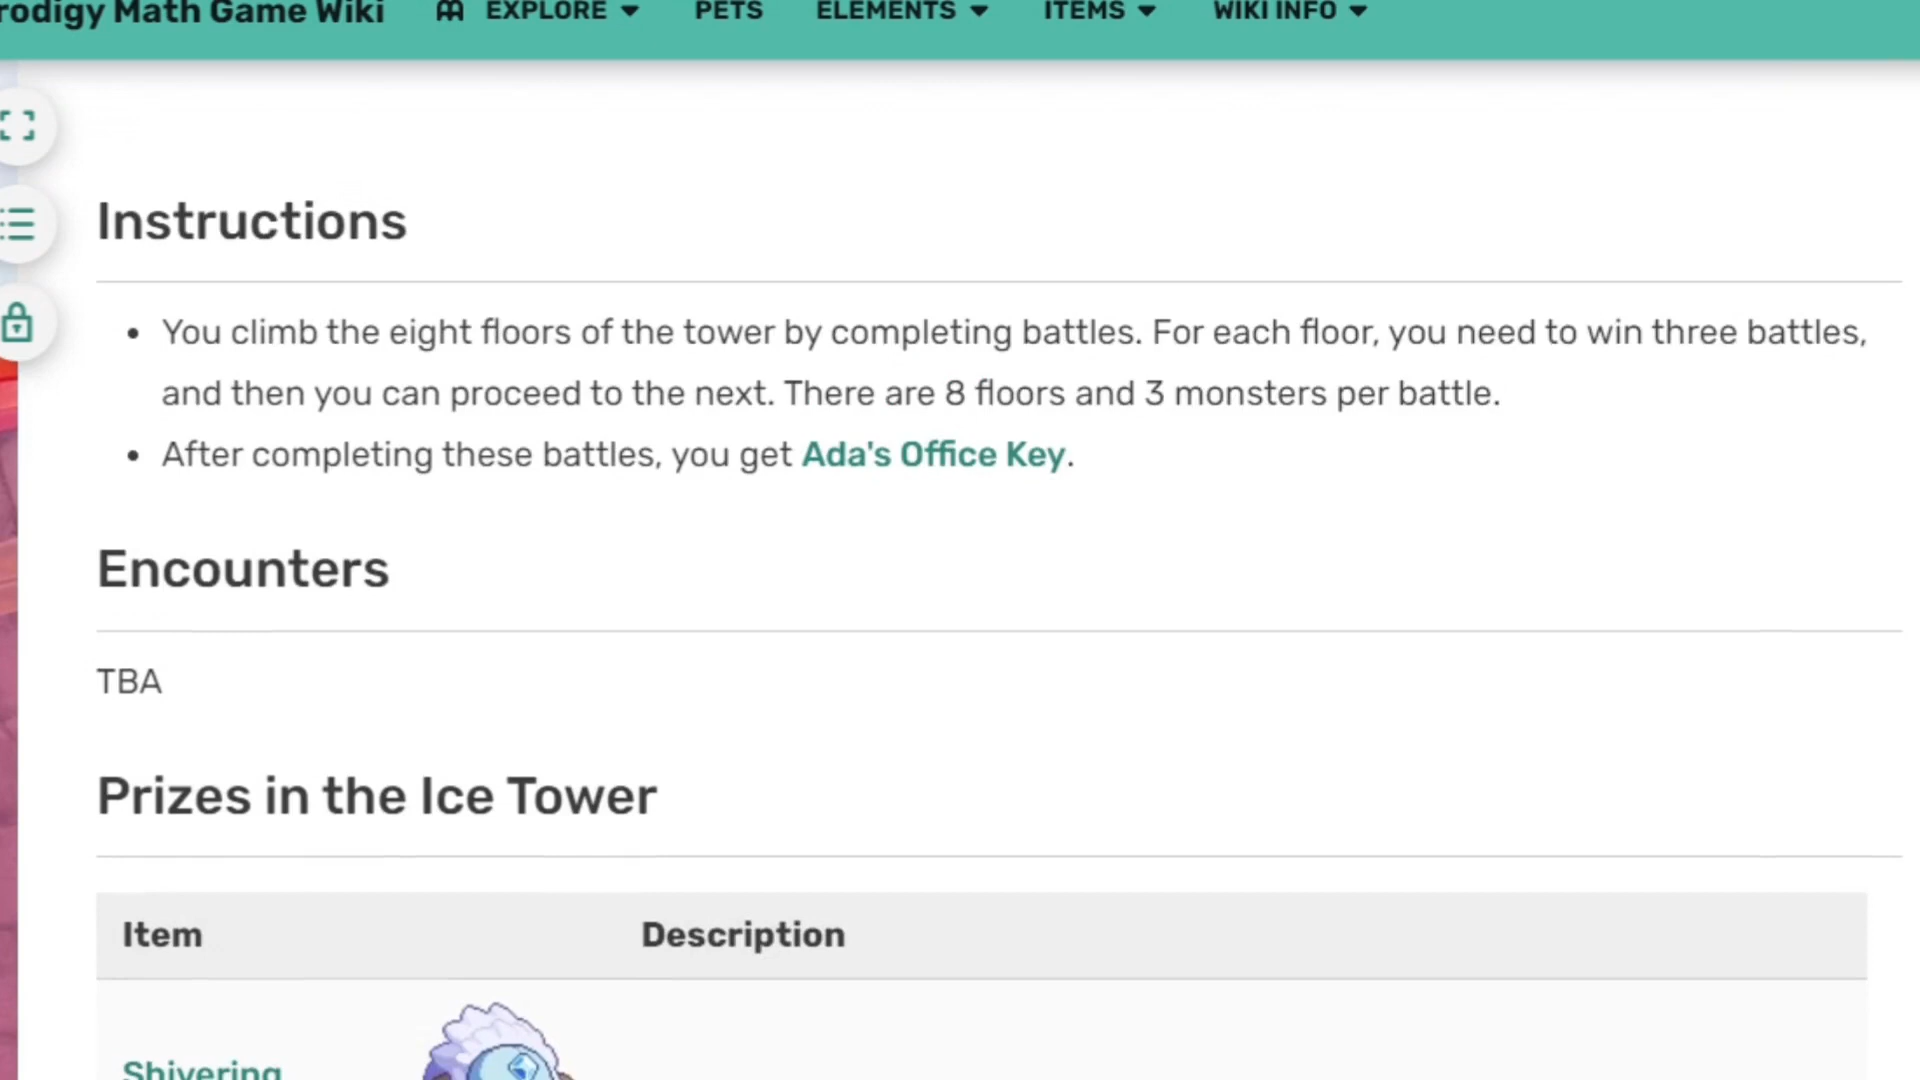 rodigy Math Game Wiki EXPLORE PETS ELEMENTS ITEMS WIKI INFO
Instructions
• You climb the eight floors of the tower by completing battles. For each floor, you need to win three battles,
and then you can proceed to the next. There are 8 floors and 3 monsters per battle.
• After completing these battles, you get Ada's Office Key.
Encounters
TBA
Prizes in the Ice Tower
Item Description
Shivering